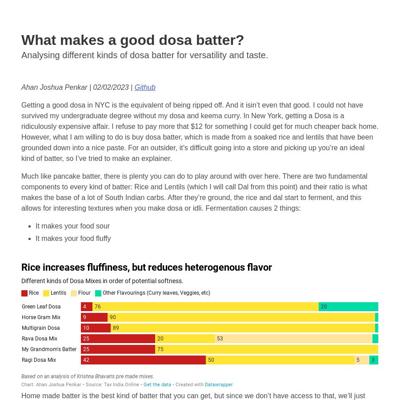 What makes a good dosa batter?
Analysing different kinds of dosa batter for versatility and taste.
Ahan Joshua Penkar | 02/02/2023 | Github
Getting a good dosa in NYC is the equivalent of being ripped off. And it isn't even that good. I could not have
survived my undergraduate degree without my dosa and keema curry. In New York, getting a Dosa is a
ridiculously expensive affair. I refuse to pay more that $12 for something I could get for much cheaper back home.
However, what I am willing to do is buy dosa batter, which is made from a soaked rice and lentils that have been
grounded down into a nice paste. For an outsider, it's difficult going into a store and picking up you're an ideal
kind of batter, so I've tried to make an explainer.
Much like pancake batter, there is plenty you can do to play around with over here. There are two fundamental
components to every kind of batter: Rice and Lentils (which I will call Dal from this point) and their ratio is what
makes the base of a lot of South Indian carbs. After they're ground, the rice and dal start to ferment, and this
allows for interesting textures when you make dosa or idli. Fermentation causes 2 things:
It makes your food sour
It makes your food fluffy
Rice increases fluffiness, but reduces heterogenous flavor
Different kinds of Dosa Mixes in order of potential softness.
Rice Lentils Flour Other Flavourings (Curry leaves, Veggies, etc)
Green Leaf Dosa 4 76 20
Horse Gram Mix 9 90
Multigrain Dosa 10 89
Rava Dosa Mix 25 20 53
My Grandmom's Batter 25 75
Ragi Dosa Mix 42 50 5 3
Based on an analysis of Krishna Bhavan's pre made mixes.
Chart: Ahan Joshua Penkar • Source: Tax India Online • Get the data • Created with Datawrapper
Home made batter is the best kind of batter that you can get, but since we don't have access to that, we'll just